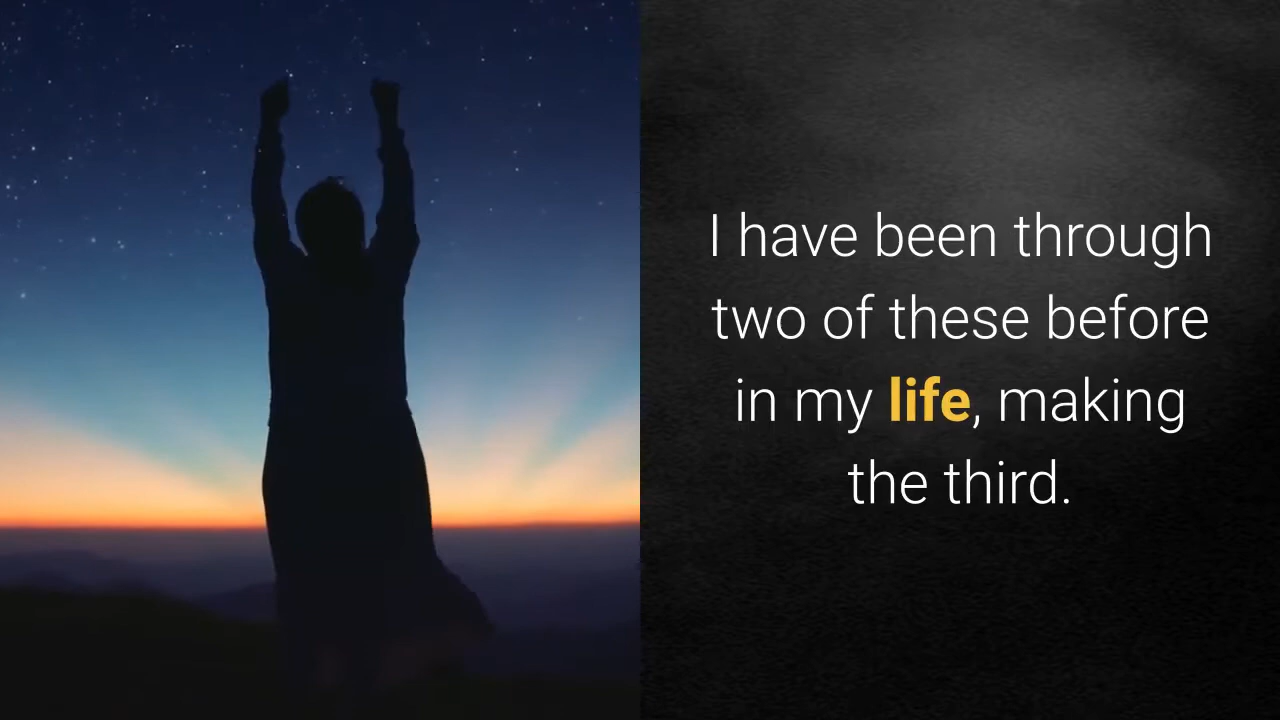 I have been through
two of these before
in my life, making
the third.